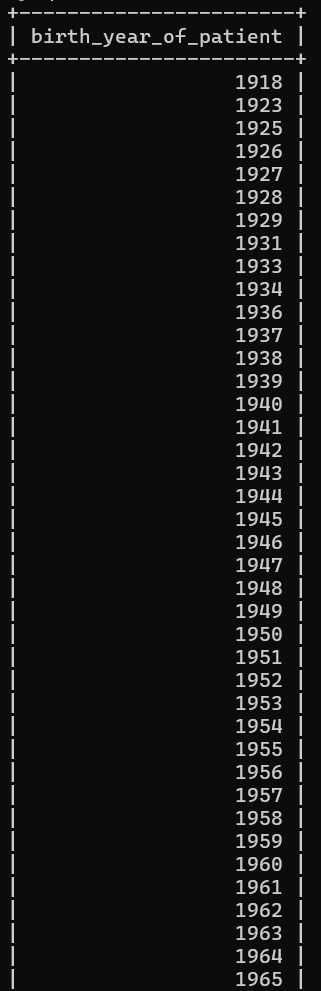 +-----------------------+
| birth_year_of_patient |
+-----------------------+
|                  1918 |
|                  1923 |
|                  1925 |
|                  1926 |
|                  1927 |
|                  1928 |
|                  1929 |
|                  1931 |
|                  1933 |
|                  1934 |
|                  1936 |
|                  1937 |
|                  1938 |
|                  1939 |
|                  1940 |
|                  1941 |
|                  1942 |
|                  1943 |
|                  1944 |
|                  1945 |
|                  1946 |
|                  1947 |
|                  1948 |
|                  1949 |
|                  1950 |
|                  1951 |
|                  1952 |
|                  1953 |
|                  1954 |
|                  1955 |
|                  1956 |
|                  1957 |
|                  1958 |
|                  1959 |
|                  1960 |
|                  1961 |
|                  1962 |
|                  1963 |
|                  1964 |
|                  1965 |